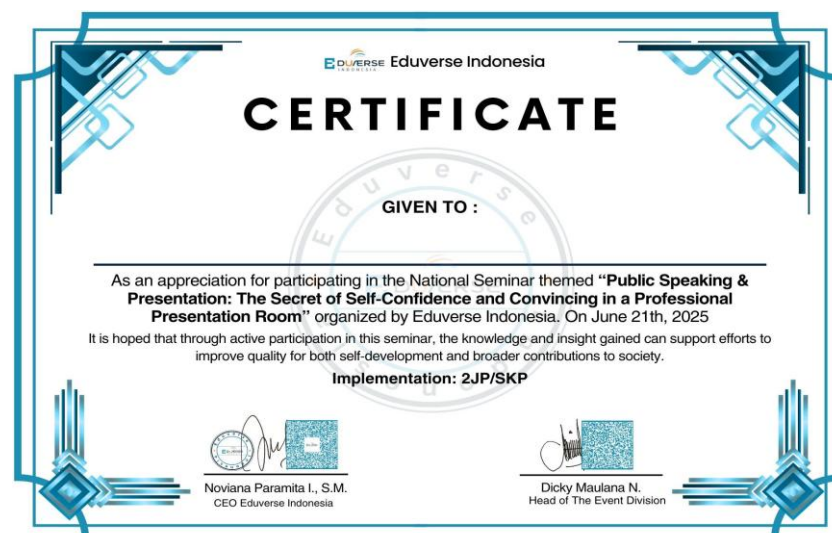 EDUVERSE INDONESIA Eduverse Indonesia
CERTIFICATE
Eduverse
GIVEN TO :
EDUVERSE
As an appreciation for participating in the National Seminar themed “Public Speaking &
Presentation: The Secret of Self-Confidence and Convincing in a Professional
Presentation Room” organized by Eduverse Indonesia. On June 21th, 2025
It is hoped that through active participation in this seminar, the knowledge and insight gained can support efforts to
improve quality for both self-development and broader contributions to society.
Implementation: 2JP/SKP
Noviana Paramita I., S.M.
CEO Eduverse Indonesia
Dicky Maulana N.
Head of The Event Division